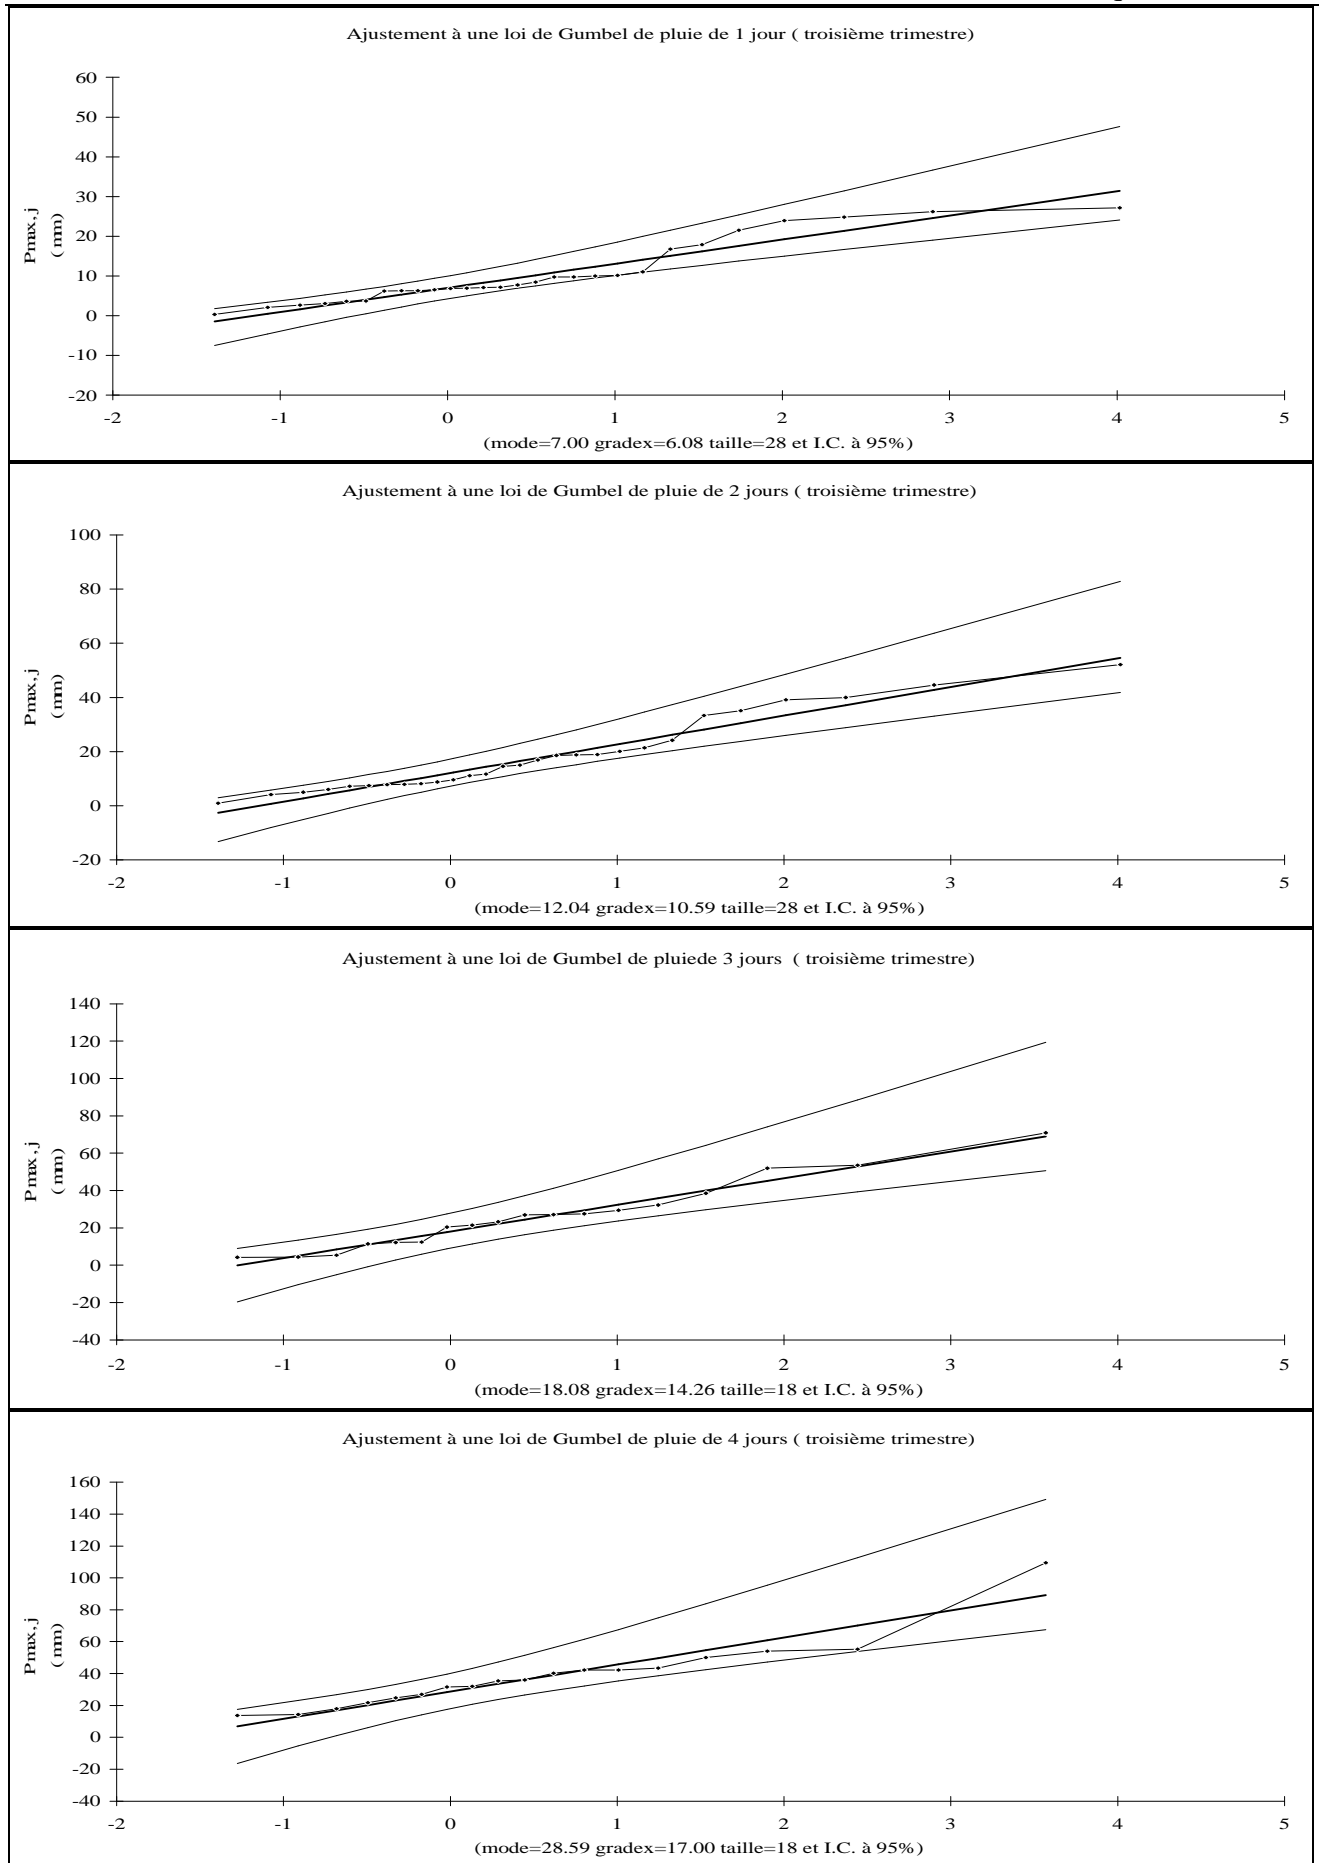 Ajustement à une loi de Gumbel de pluie de 1 jour ( troisième trimestre)
60
50
40
30
20
10
0
-10
-20
Pmax, j
(mm)
-2 -1 0 1 2 3 4 5
(mode=7.00 gradex=6.08 taille=28 et I.C. à 95%)
Ajustement à une loi de Gumbel de pluie de 2 jours ( troisième trimestre)
100
80
60
40
20
0
-20
Pmax, j
(mm)
-2 -1 0 1 2 3 4 5
(mode=12.04 gradex=10.59 taille=28 et I.C. à 95%)
Ajustement à une loi de Gumbel de pluiede 3 jours ( troisième trimestre)
140
120
100
80
60
40
20
0
-20
-40
Pmax, j
(mm)
-2 -1 0 1 2 3 4 5
(mode=18.08 gradex=14.26 taille=18 et I.C. à 95%)
Ajustement à une loi de Gumbel de pluie de 4 jours ( troisième trimestre)
160
140
120
100
80
60
40
20
0
-20
-40
Pmax, j
(mm)
-2 -1 0 1 2 3 4 5
(mode=28.59 gradex=17.00 taille=18 et I.C. à 95%)